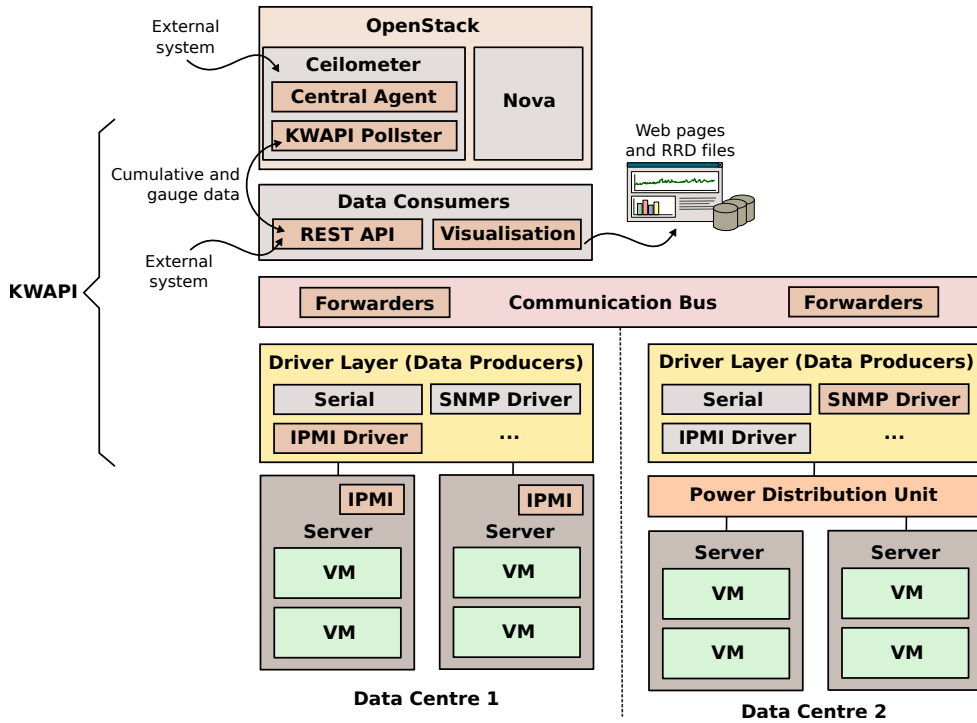 External
system
OpenStack
Ceilometer
Central Agent
KWAPI Pollster
Nova
Web pages
and RRD files
Cumulative and
gauge data
Data Consumers
REST API
Visualisation
External
system
KWAPI
Forwarders
Communication Bus
Forwarders
Driver Layer (Data Producers)
Serial
SNMP Driver
IPMI Driver
...
Driver Layer (Data Producers)
Serial
SNMP Driver
IPMI Driver
...
IPMI
Server
VM
VM
IPMI
Server
VM
VM
Power Distribution Unit
Server
VM
VM
Server
VM
VM
Data Centre 1
Data Centre 2